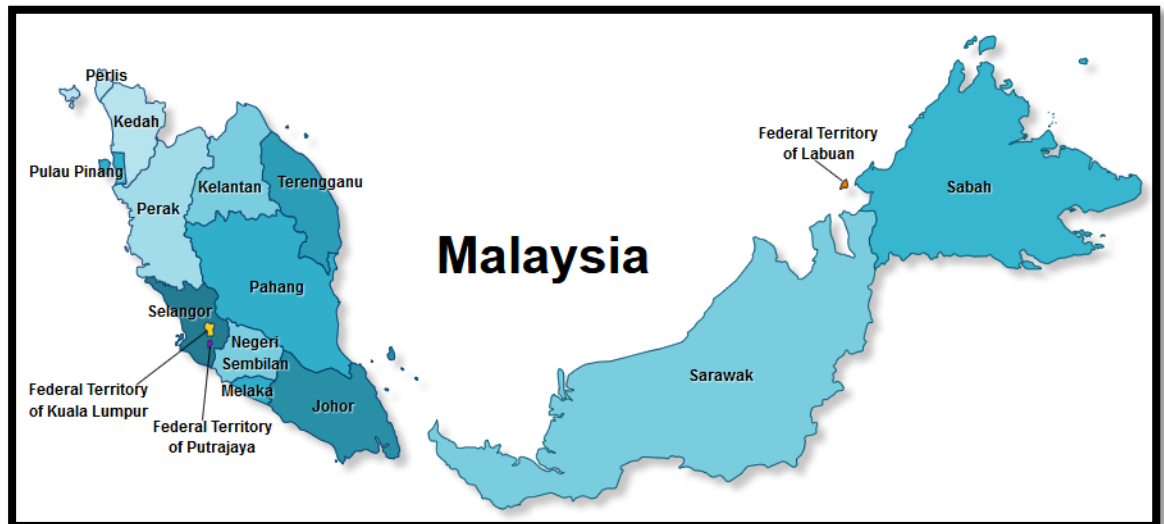 Perlis
Kedah
Pulau Pinang
Perak
Kelantan
Terengganu
Pahang
Selangor
Negeri
Sembilan
Melaka
Johor
Federal Territory
of Kuala Lumpur
Federal Territory
of Putrajaya
Malaysia
Federal Territory
of Labuan
Sabah
Sarawak